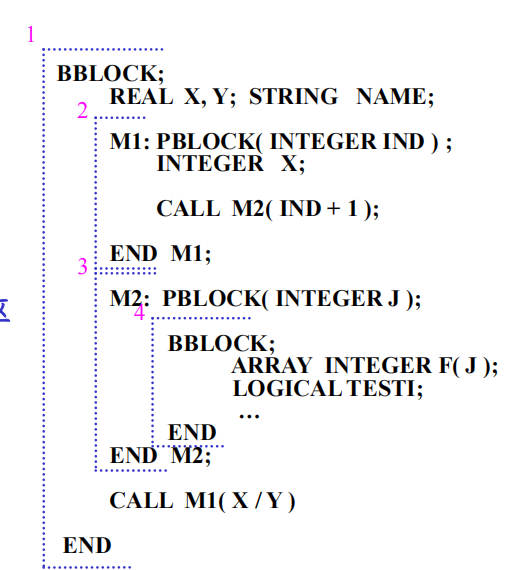 1
BBLOCK;
REAL X, Y; STRING NAME;
2
M1: PBLOCK( INTEGER IND ) ;
INTEGER X;
CALL M2( IND + 1 );
END M1;
3
M2: PBLOCK( INTEGER J );
4
BBLOCK;
ARRAY INTEGER F( J );
LOGICAL TESTI;
...
END
END M2;
CALL M1( X / Y )
END